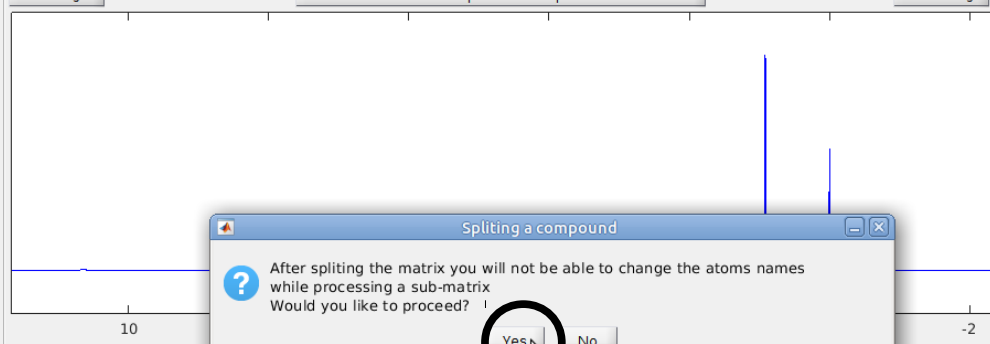 Spliting a compound
After spliting the matrix you will not be able to change the atoms names
while processing a sub-matrix
Would you like to proceed?
Yes No
10 -2